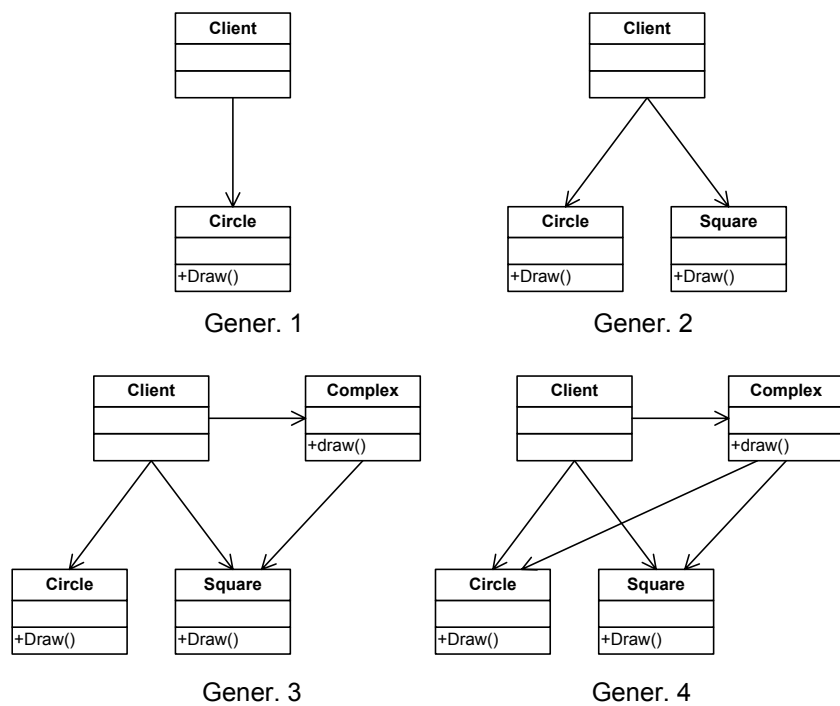 Client
Circle
+Draw()
Gener. 1
Client
Circle
+Draw()
Square
+Draw()
Gener. 2
Client
Complex
+draw()
Circle
+Draw()
Square
+Draw()
Gener. 3
Client
Complex
+draw()
Circle
+Draw()
Square
+Draw()
Gener. 4